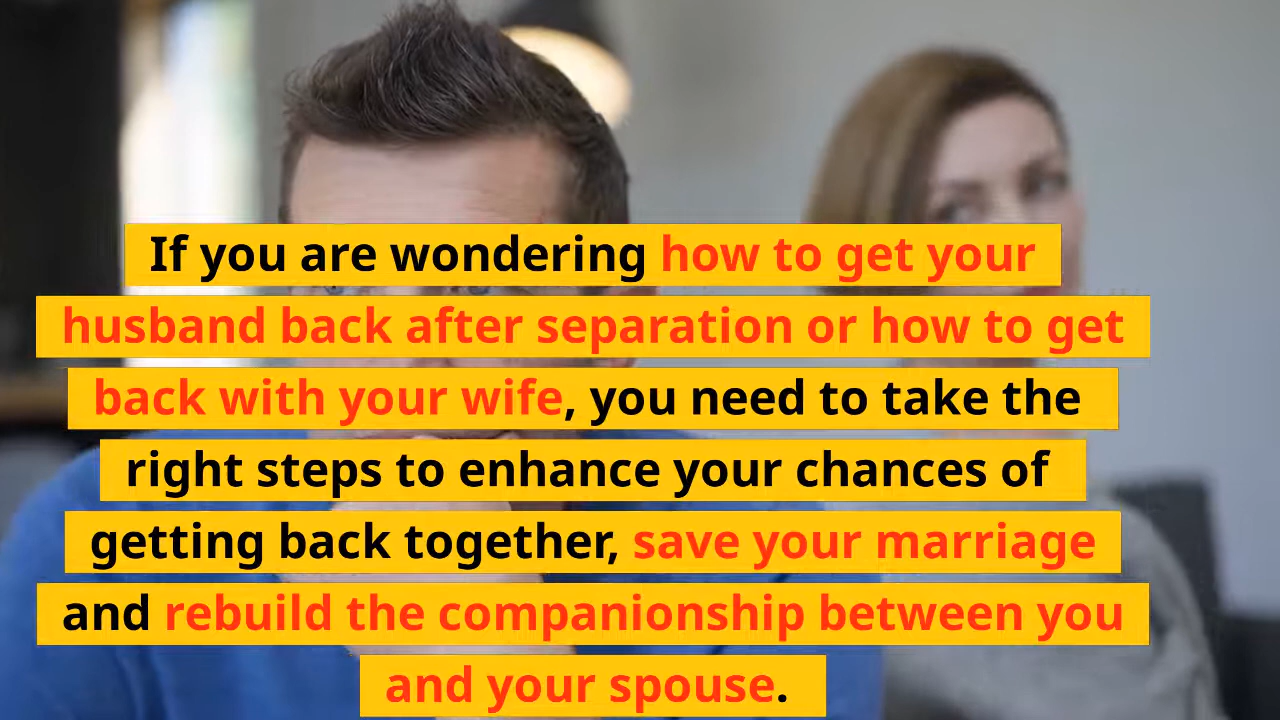 If you are wondering how to get your
husband back after separation or how to get
back with your wife, you need to take the
right steps to enhance your chances of
getting back together, save your marriage
and rebuild the companionship between you
and your spouse.